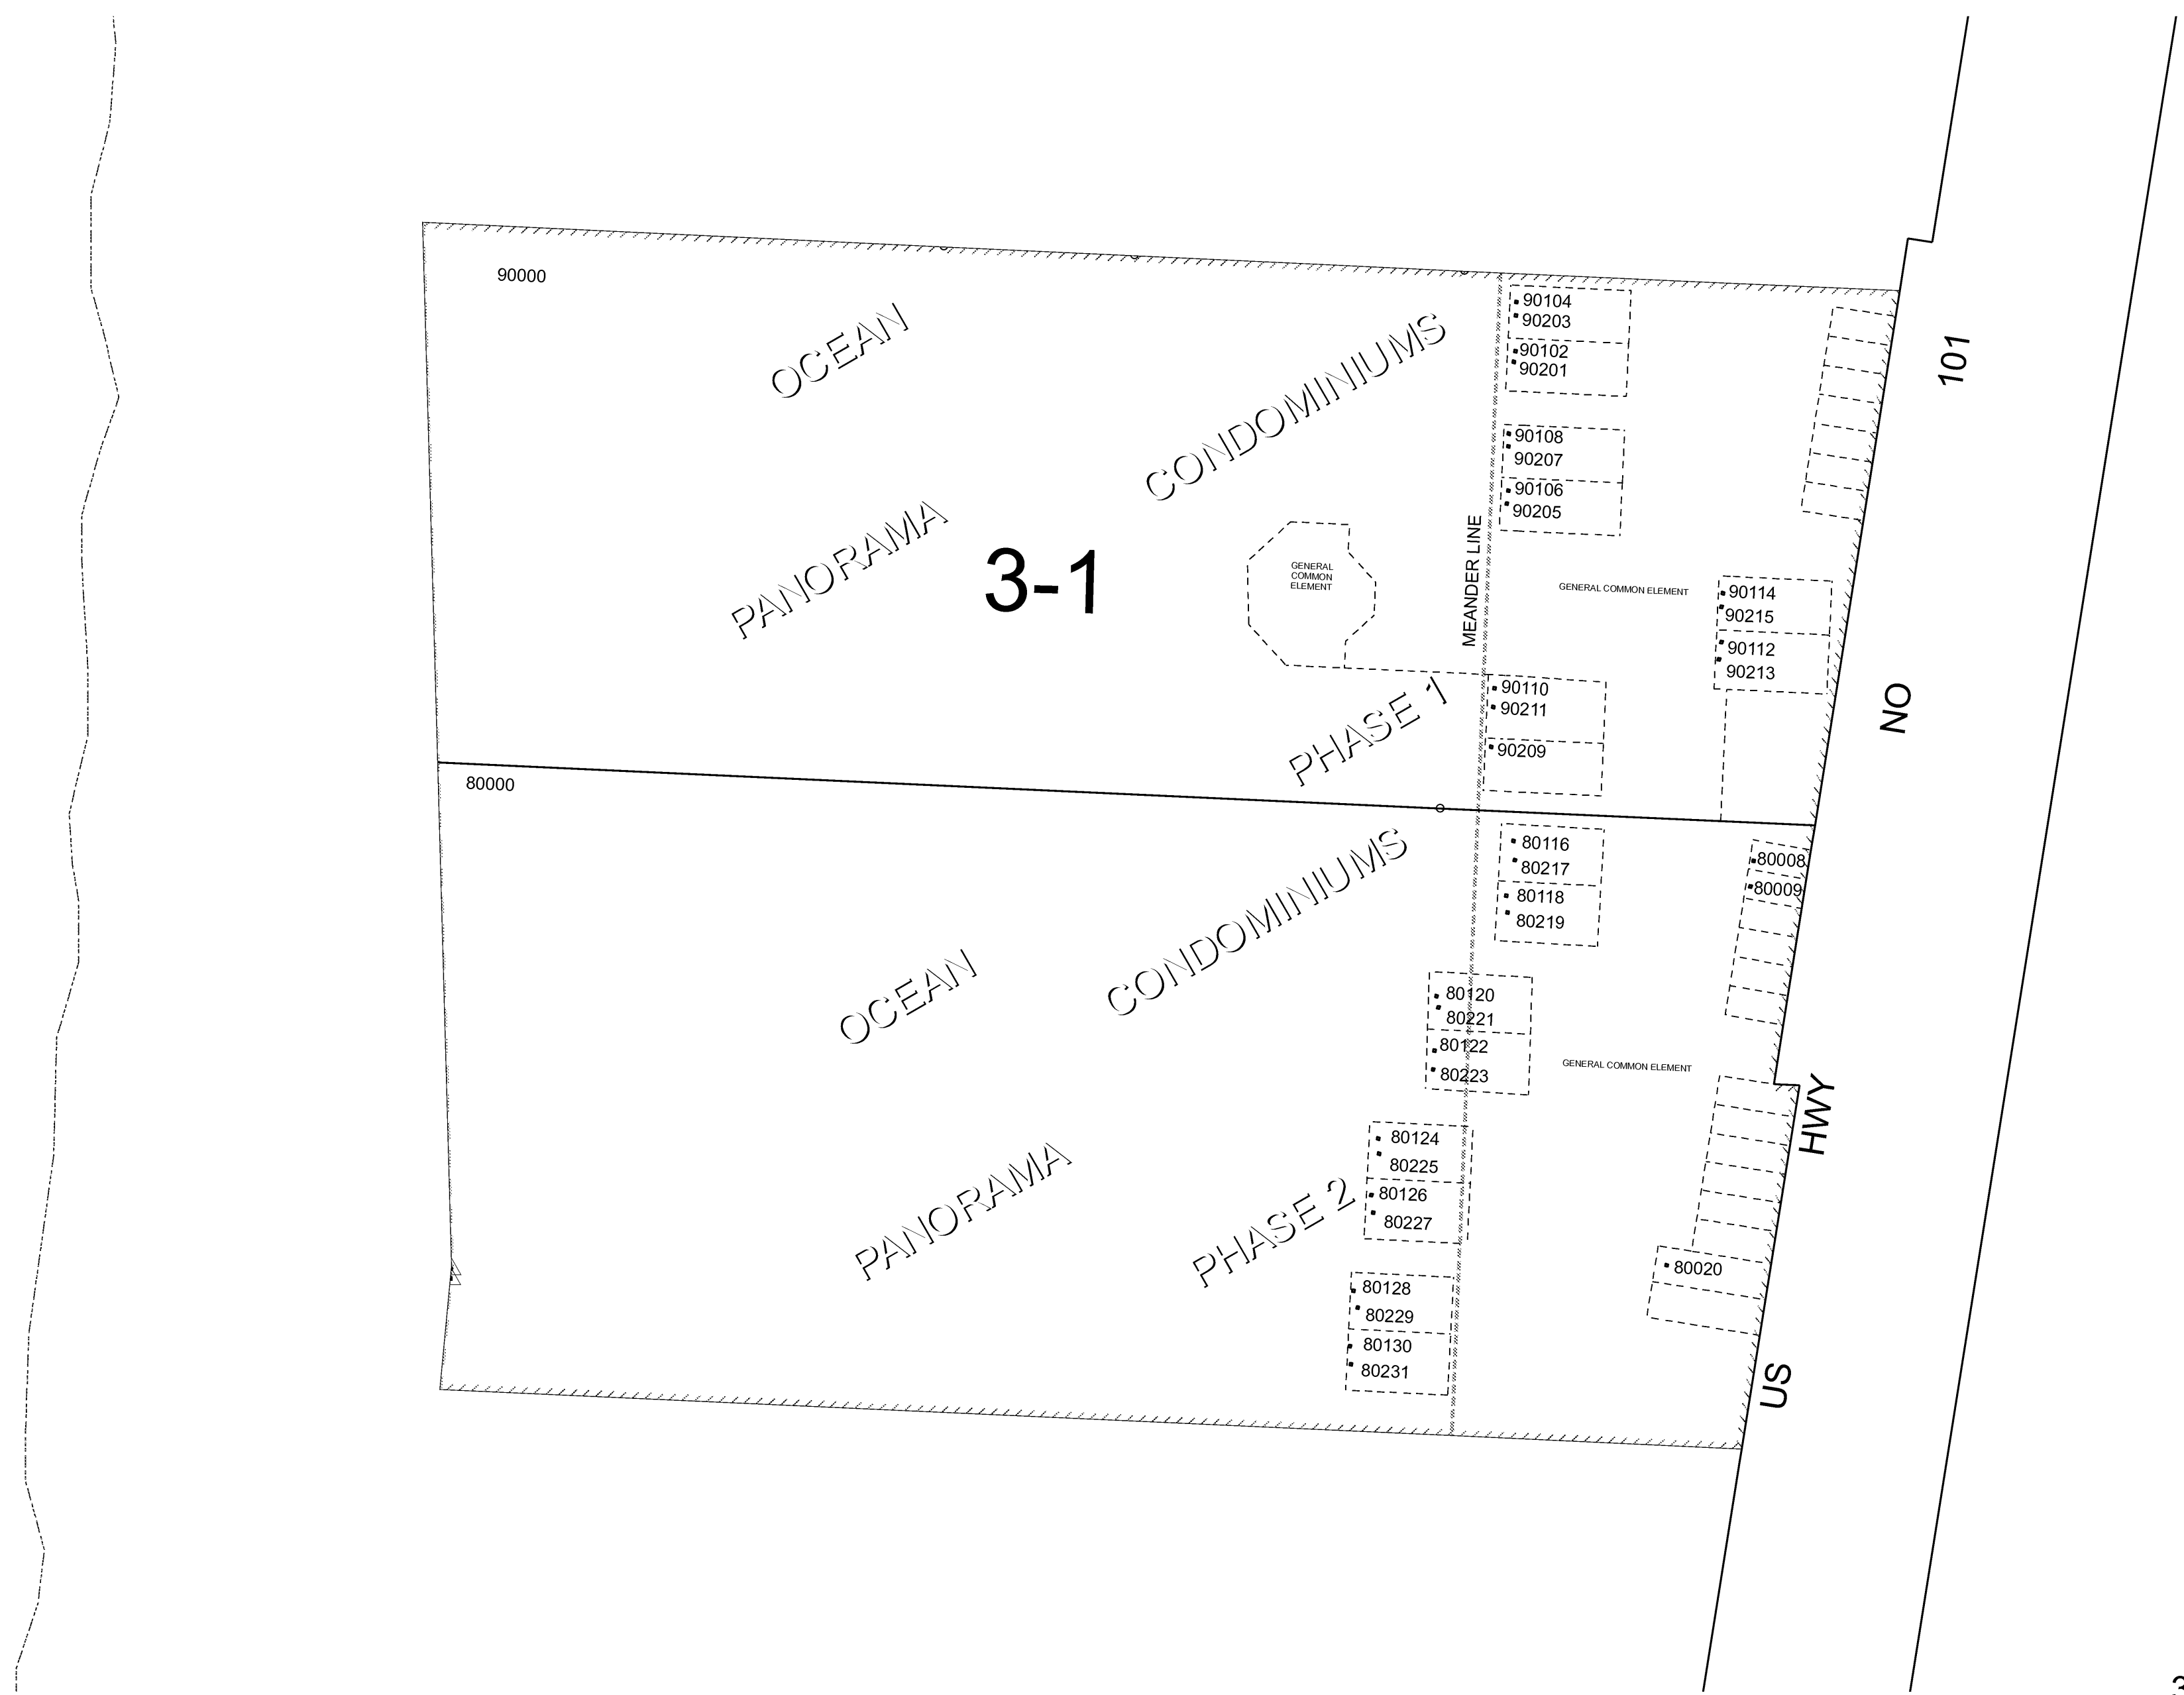 90000
OCEAN
PANORAMA
CONDOMINIUMS
PHASE 1
3-1
GENERAL
COMMON
ELEMENT
MEANDER LINE
90104
90203
90102
90201
90108
90207
90106
90205
GENERAL COMMON ELEMENT
90114
90215
90112
90213
90110
90211
90209
80000
OCEAN
PANORAMA
CONDOMINIUMS
PHASE 2
80116
80217
80118
80219
80008
80009
80120
80221
80122
80223
GENERAL COMMON ELEMENT
80124
80225
80126
80227
80020
80128
80229
80130
80231
US HWY NO 101